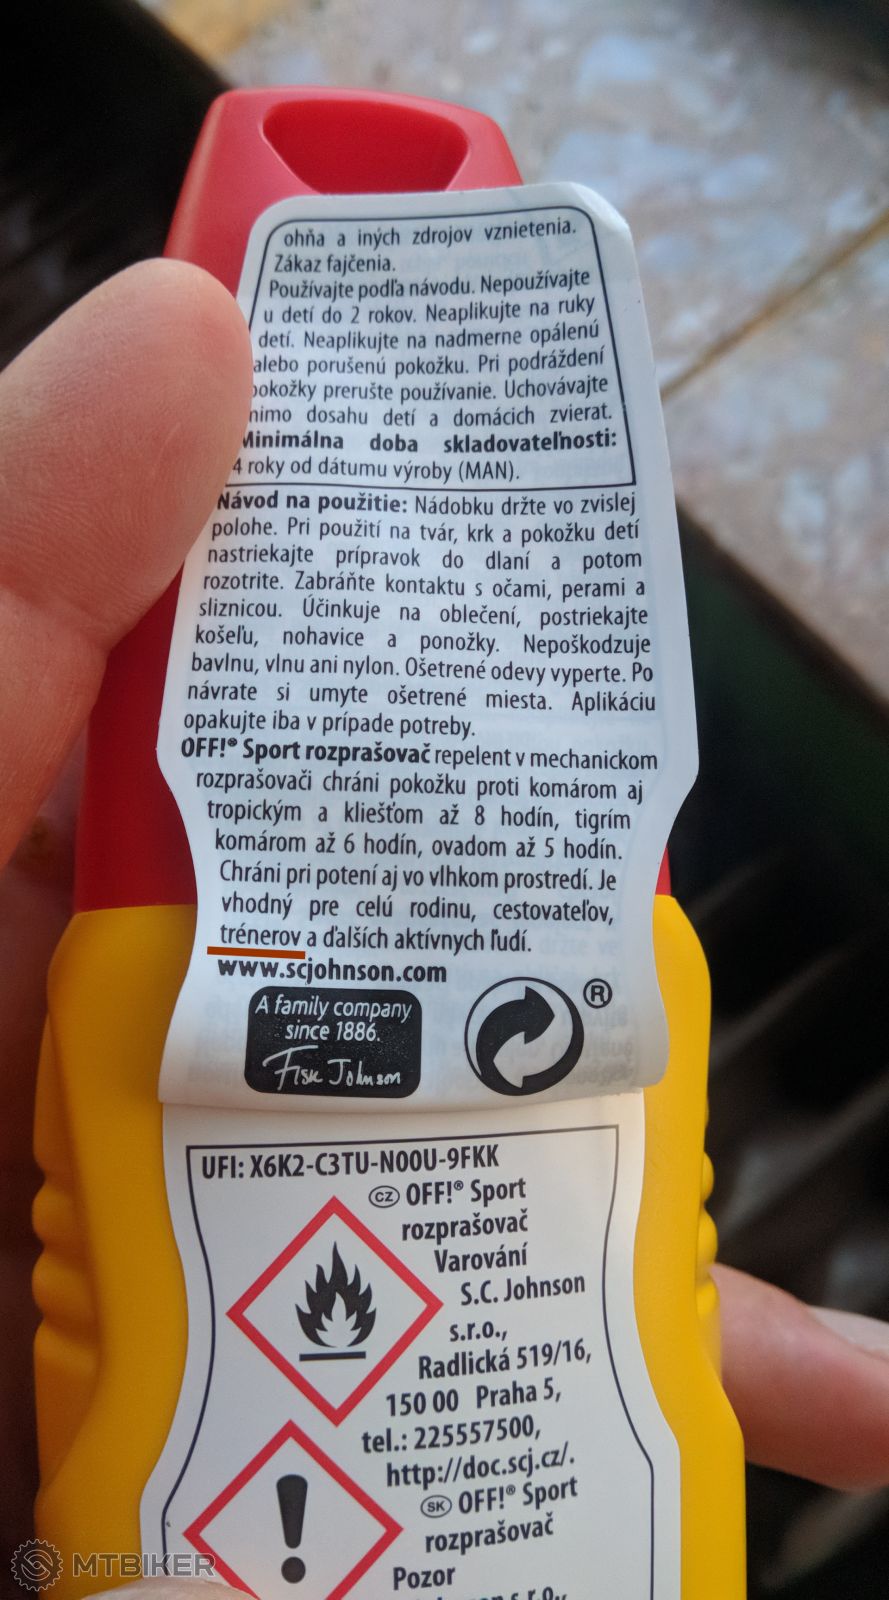 ohňa a iných zdrojov vznietenia.
Zákaz fajčenia.
Používajte podľa návodu. Nepoužívajte
u detí do 2 rokov. Neaplikujte na ruky
detí. Neaplikujte na nadmerne opálenú
alebo porušenú pokožku. Pri podráždení
pokožky prerušte používanie. Uchovávajte
mimo dosahu detí a domácich zvierat.
Minimálna doba skladovateľnosti:
4 roky od dátumu výroby (MAN).
Návod na použitie: Nádobku držte vo zvislej
polohe. Pri použití na tvár, krk a pokožku detí
nastriekajte prípravok do dlaní a potom
rozotrite. Zabráňte kontaktu s očami, perami a
sliznicou. Účinkuje na oblečení, postriekajte
košeľu, nohavice a ponožky. Nepoškodzuje
bavlnu, vlnu ani nylon. Ošetrené odevy vyperte. Po
návrate si umyte ošetrené miesta. Aplikáciu
opakujte iba v prípade potreby.
OFF!® Sport rozprašovač repelent v mechanickom
rozprašovači chráni pokožku proti komárom aj
tropickým a kliešťom až 8 hodín, tigrím
komárom až 6 hodín, ovadom až 5 hodín.
Chráni pri potení aj vo vlhkom prostredí. Je
vhodný pre celú rodinu, cestovateľov,
trénerov a ďalších aktívnych ľudí.
www.scjohnson.com
A family company
since 1886.
Fisk Johnson
®
UFI: X6K2-C3TU-N00U-9FKK
CZ OFF!® Sport
rozprašovač
Varování
S.C. Johnson
s.r.o.,
Radlická 519/16,
150 00 Praha 5,
tel.: 225557500,
http://doc.scj.cz/.
SK OFF!® Sport
rozprašovač
Pozor
s.r.o.,
MTBIKER